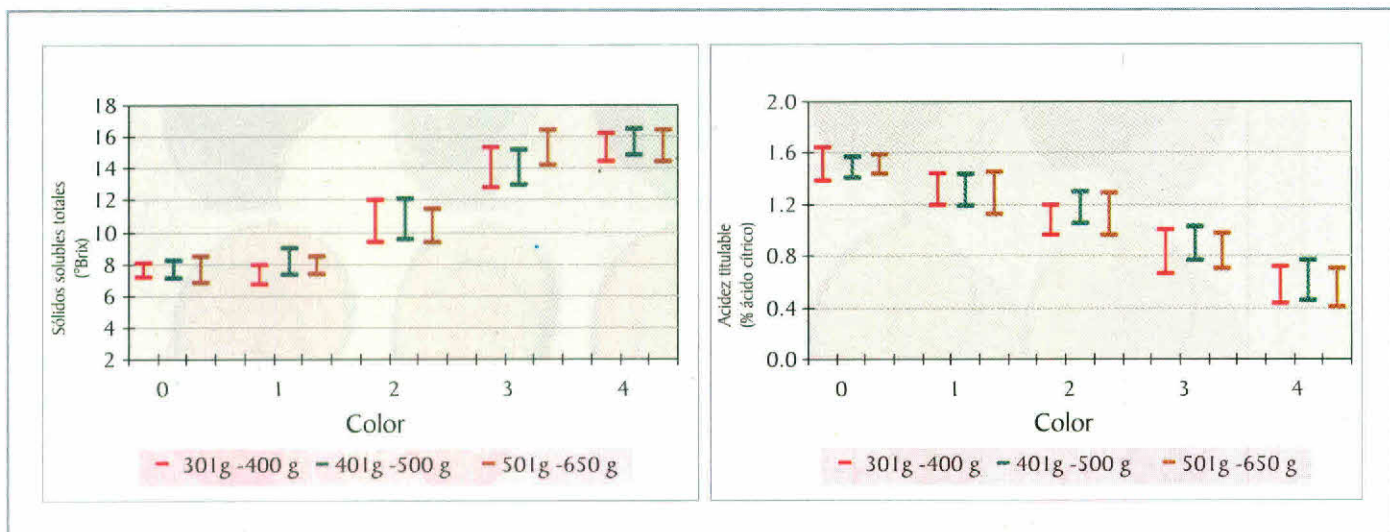 Sólidos solubles totales
(°Brix)
18
16
14
12
10
8
6
4
2
0 1 2 3 4
Color
301g -400 g 401g -500 g 501g -650 g
Acidez titulable
(% ácido cítrico)
2.0
1.6
1.2
0.8
0.4
0.0
0 1 2 3 4
Color
301g -400 g 401g -500 g 501g -650 g